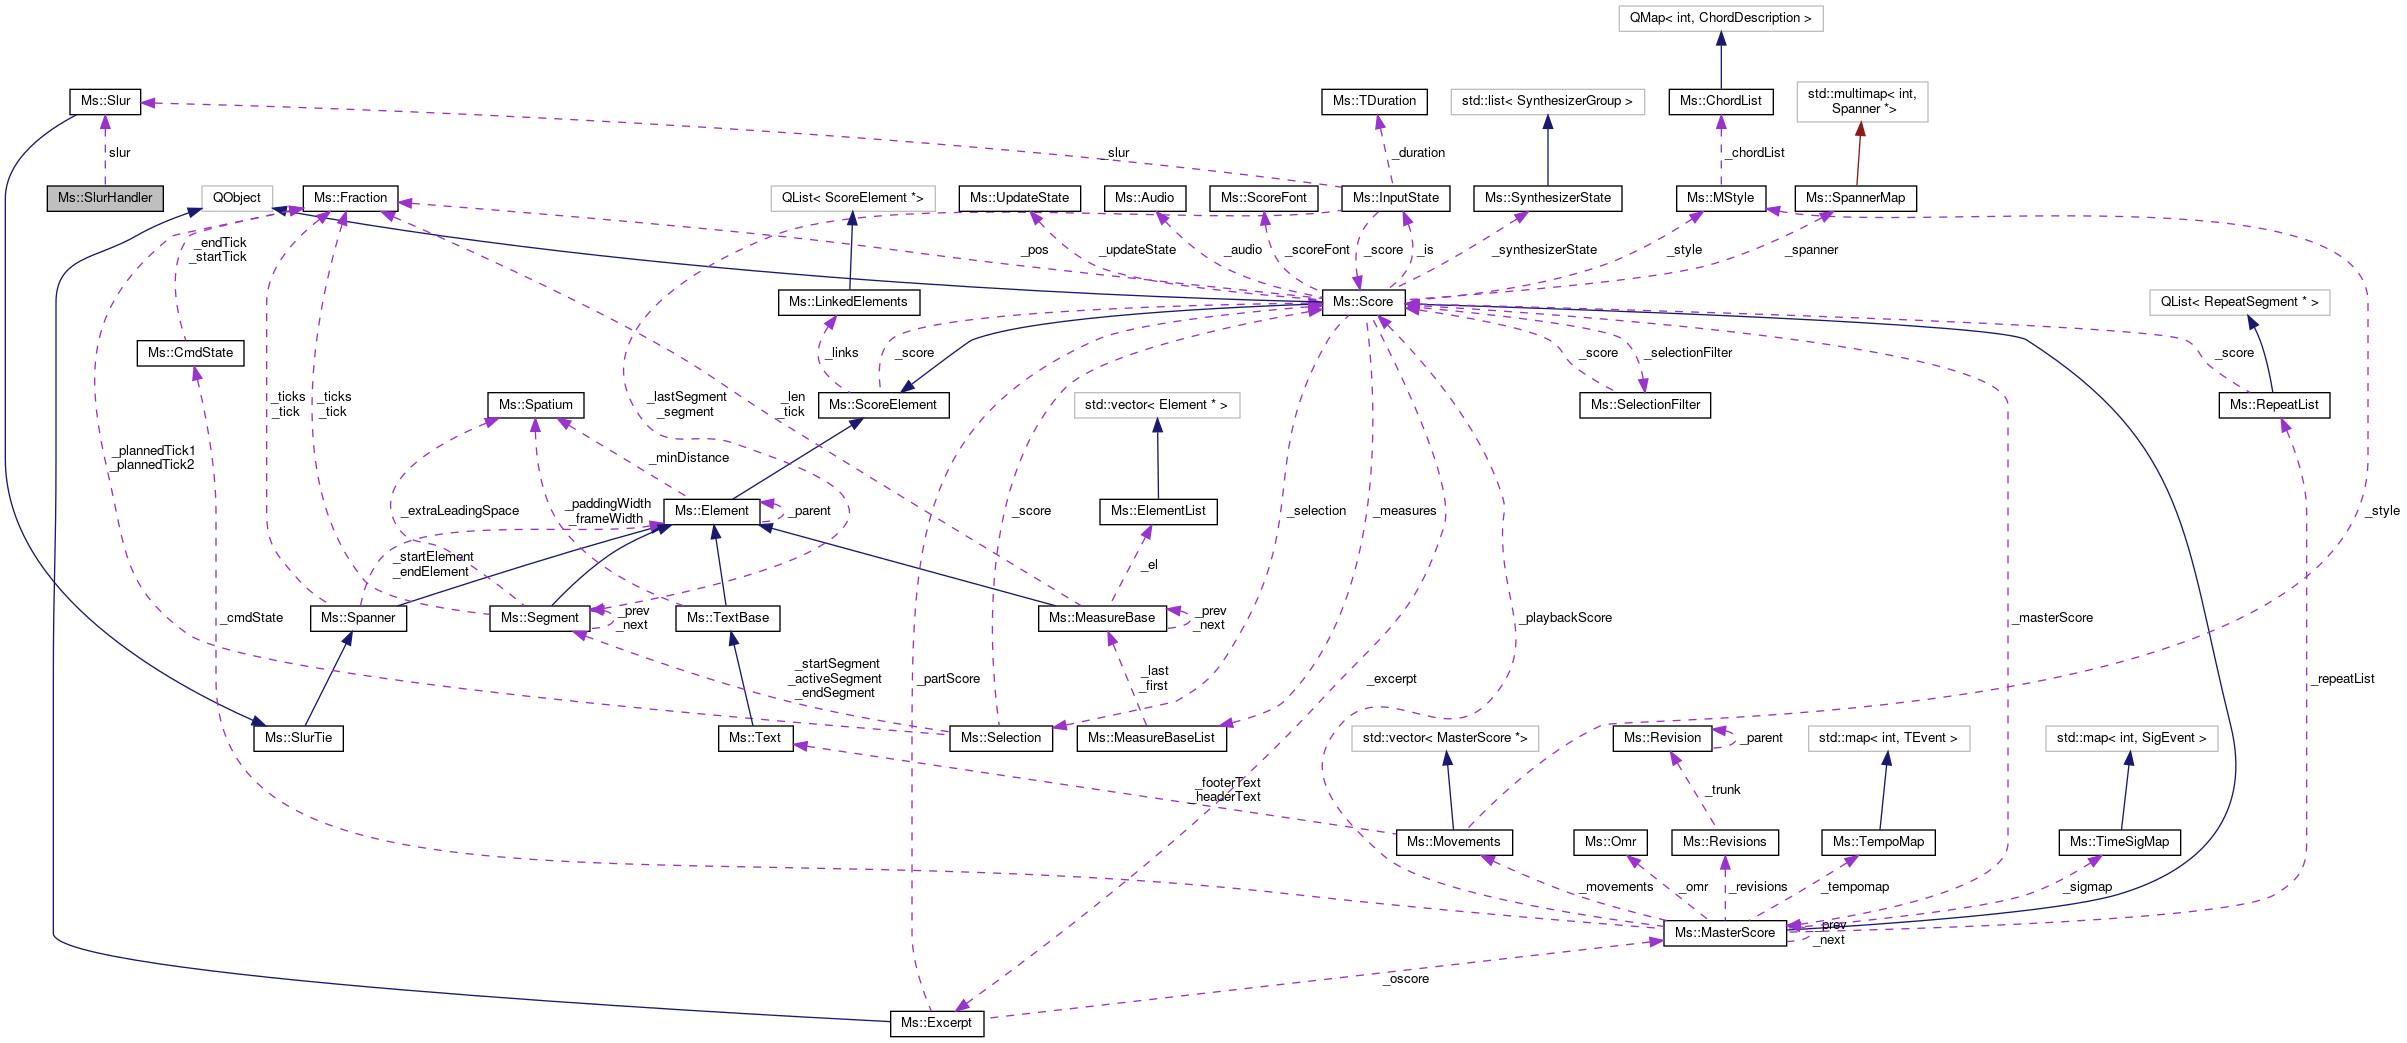 QMap< int, ChordDescription >
Ms::Slur
Ms::TDuration
std::list< SynthesizerGroup >
Ms::ChordList
std::multimap< int,
Spanner *>
slur
_slur
_duration
_chordList
Ms::SlurHandler
QObject
Ms::Fraction
QList< ScoreElement *>
Ms::UpdateState
Ms::Audio
Ms::ScoreFont
Ms::InputState
Ms::SynthesizerState
Ms::MStyle
Ms::SpannerMap
_endTick
_startTick
_pos
_updateState
_audio
_scoreFont
_score
_is
_synthesizerState
_style
_spanner
Ms::LinkedElements
Ms::Score
QList< RepeatSegment * >
Ms::CmdState
_links
_score
_score
_selectionFilter
_score
_ticks
_tick
_ticks
_tick
Ms::Spatium
_lastSegment
_segment
_len
_tick
Ms::ScoreElement
std::vector< Element * >
Ms::SelectionFilter
Ms::RepeatList
_plannedTick1
_plannedTick2
_minDistance
_extraLeadingSpace
_paddingWidth
_frameWidth
Ms::Element
_parent
_score
Ms::ElementList
_selection
_measures
_style
_startElement
_endElement
_el
_cmdState
Ms::Spanner
Ms::Segment
_prev
_next
Ms::TextBase
Ms::MeasureBase
_prev
_next
_playbackScore
_masterScore
_startSegment
_activeSegment
_endSegment
_partScore
_last
_first
_excerpt
_repeatList
Ms::SlurTie
Ms::Text
Ms::Selection
Ms::MeasureBaseList
std::vector< MasterScore *>
Ms::Revision
_parent
std::map< int, TEvent >
std::map< int, SigEvent >
_footerText
_headerText
_trunk
Ms::Movements
Ms::Omr
Ms::Revisions
Ms::TempoMap
Ms::TimeSigMap
_movements
_omr
_revisions
_tempomap
_sigmap
Ms::MasterScore
_prev
_next
_oscore
Ms::Excerpt